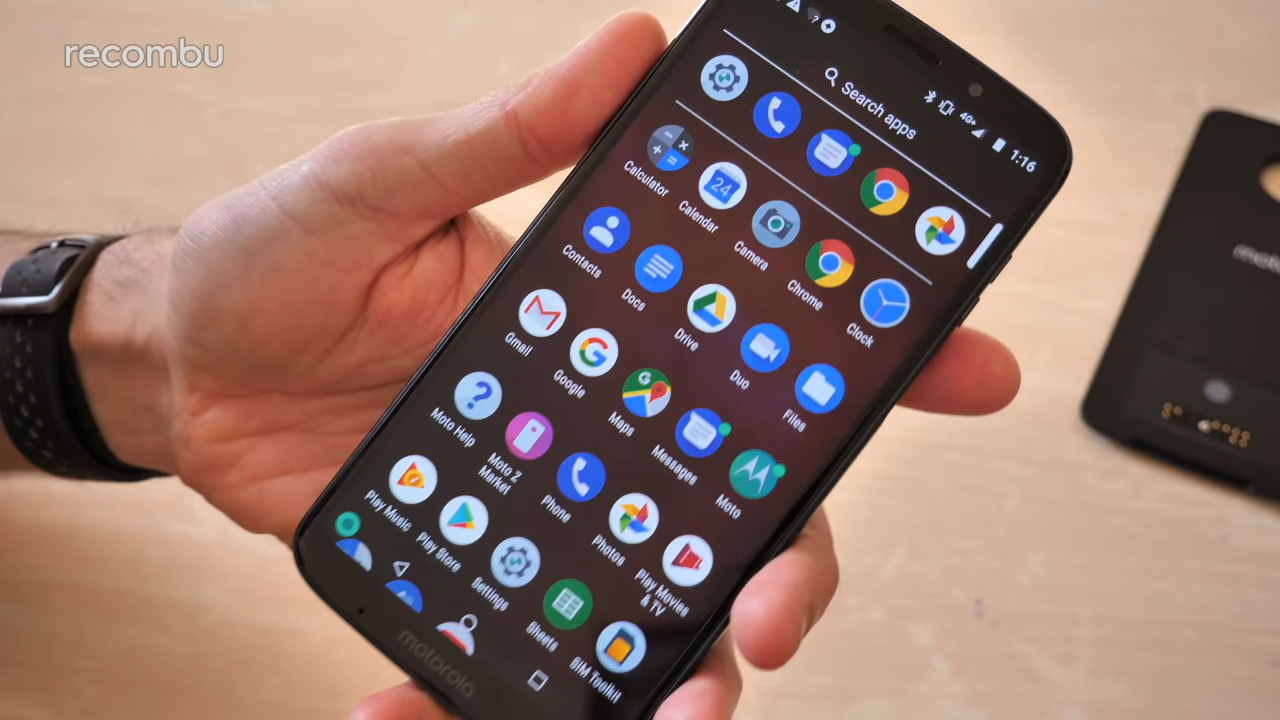 recombu
4G+
1:16
Search apps
Calculator
Calendar
24
Camera
Chrome
Clock
Contacts
Docs
Drive
Duo
Files
Gmail
Google
Maps
Messages
Moto
Moto Help
Moto Z
Market
Phone
Photos
Play Movies
& TV
Play Music
Play Store
Settings
Sheets
SIM Toolkit
motorola